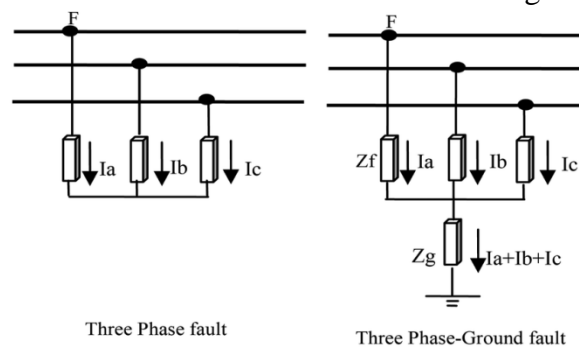 F
Ia Ib Ic
Three Phase fault
F
Zf Ia Ib Ic
Zg Ia+Ib+Ic
Three Phase-Ground fault